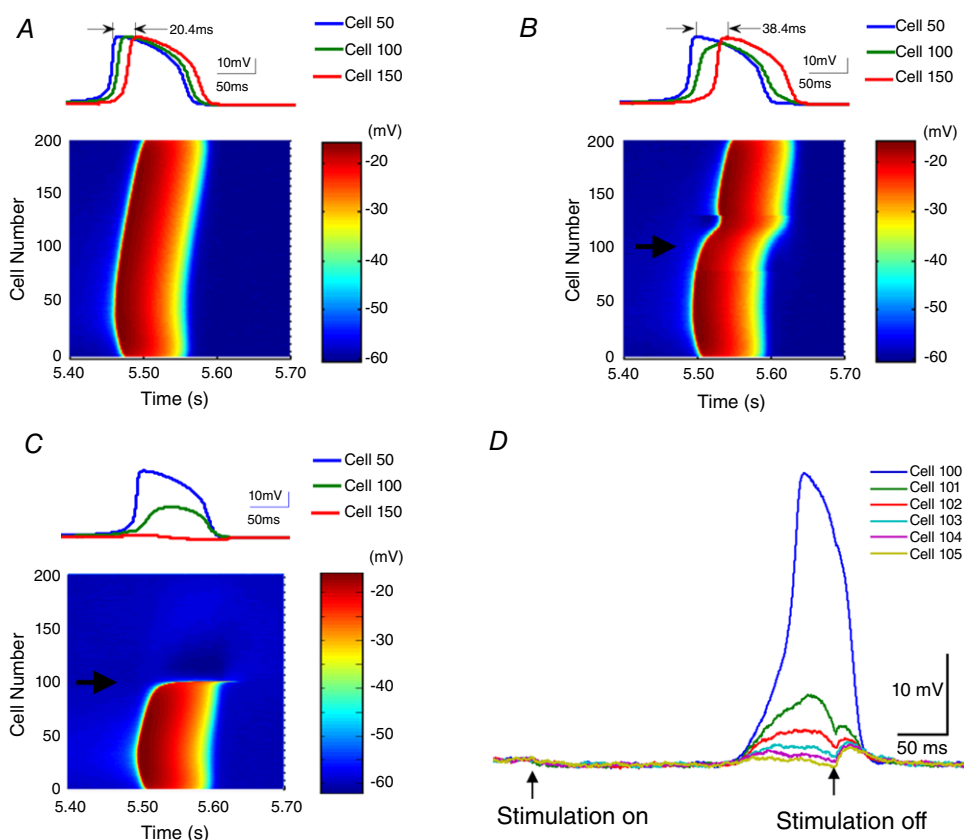 A
20.4ms
Cell 50
Cell 100
Cell 150
10mV
50ms
(mV)
Cell Number
200
150
100
50
0
5.40
5.50
5.60
5.70
Time (s)
-20
-30
-40
-50
-60
B
38.4ms
Cell 50
Cell 100
Cell 150
10mV
50ms
(mV)
Cell Number
200
150
100
50
0
5.40
5.50
5.60
5.70
Time (s)
-20
-30
-40
-50
-60
C
Cell 50
Cell 100
Cell 150
10mV
50ms
(mV)
Cell Number
200
150
100
50
0
5.40
5.50
5.60
5.70
Time (s)
-20
-30
-40
-50
-60
D
Cell 100
Cell 101
Cell 102
Cell 103
Cell 104
Cell 105
10 mV
50 ms
Stimulation on
Stimulation off